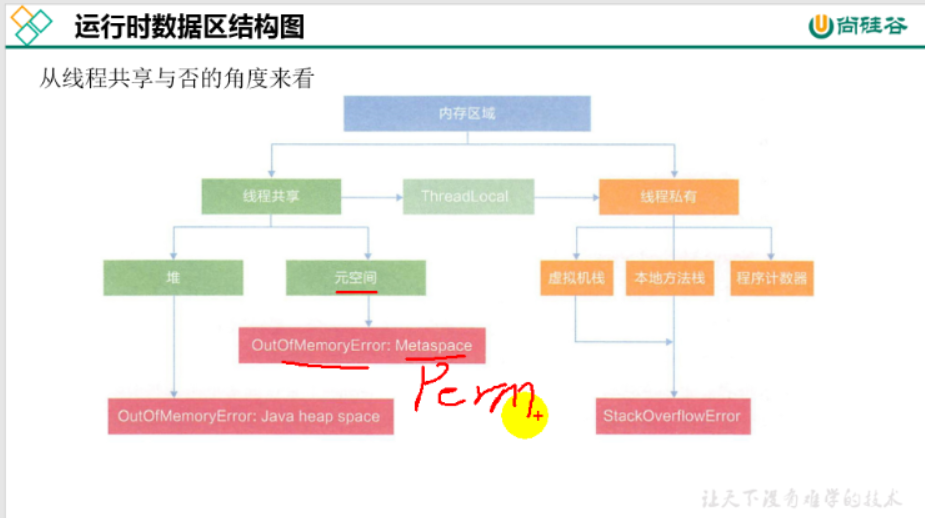 运行时数据区结构图
尚硅谷
从线程共享与否的角度来看
内存区域
线程共享
ThreadLocal
线程私有
堆
元空间
虚拟机栈
本地方法栈
程序计数器
OutOfMemoryError: Metaspace
Perm
OutOfMemoryError: Java heap space
StackOverflowError
让天下没有难学的技术